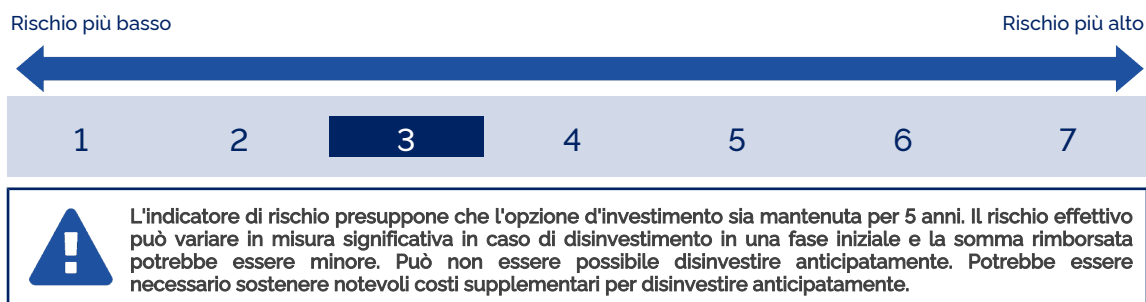 Rischio più basso Rischio più alto
1 2 3 4 5 6 7
L'indicatore di rischio presuppone che l'opzione d'investimento sia mantenuta per 5 anni. Il rischio effettivo
può variare in misura significativa in caso di disinvestimento in una fase iniziale e la somma rimborsata
potrebbe essere minore. Può non essere possibile disinvestire anticipatamente. Potrebbe essere
necessario sostenere notevoli costi supplementari per disinvestire anticipatamente.